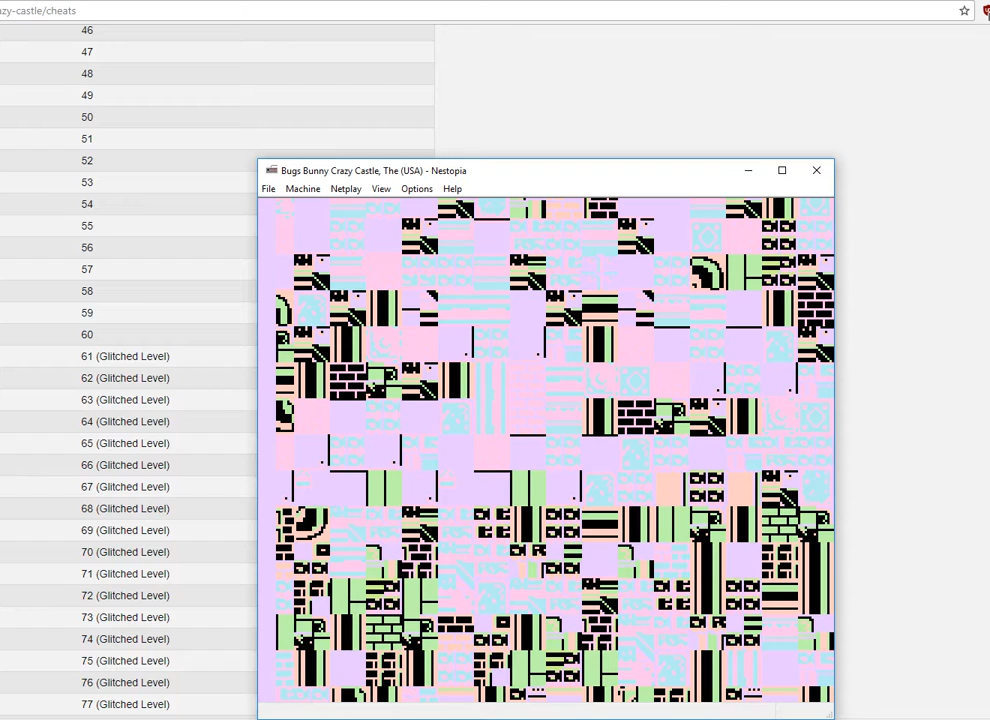 zy-castle/cheats
46
47
48
49
50
51
52
53
54
55
56
57
58
59
60
61 (Glitched Level)
62 (Glitched Level)
63 (Glitched Level)
64 (Glitched Level)
65 (Glitched Level)
66 (Glitched Level)
67 (Glitched Level)
68 (Glitched Level)
69 (Glitched Level)
70 (Glitched Level)
71 (Glitched Level)
72 (Glitched Level)
73 (Glitched Level)
74 (Glitched Level)
75 (Glitched Level)
76 (Glitched Level)
77 (Glitched Level)
Bugs Bunny Crazy Castle, The (USA) - Nestopia
File Machine Netplay View Options Help